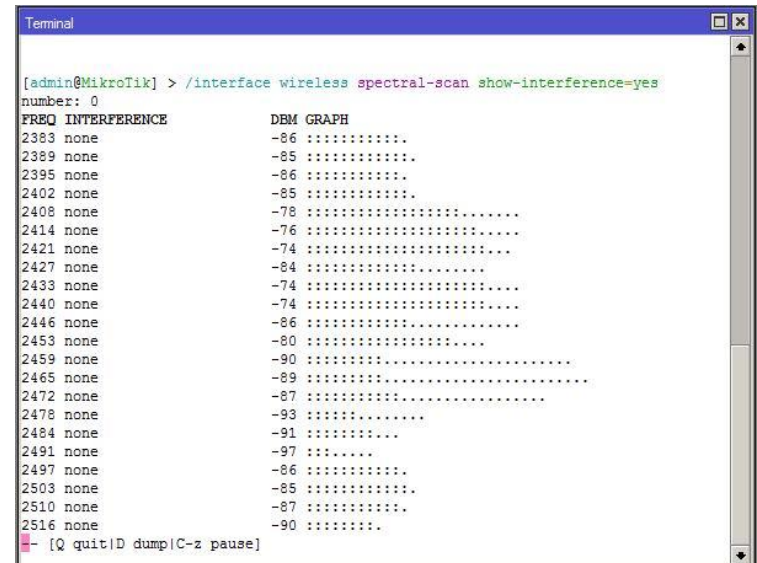 Terminal
[admin@MikroTik] > /interface wireless spectral-scan show-interference=yes
number: 0
FREQ INTERFERENCE DBM GRAPH
2383 none -86 :::::::::::.
2389 none -85 ::::::::::::.
2395 none -86 :::::::::::.
2402 none -85 ::::::::::::.
2408 none -78 ::::::::::::::::::.......
2414 none -76 ::::::::::::::::::::.....
2421 none -74 :::::::::::::::::::::...
2427 none -84 :::::::::::::........
2433 none -74 :::::::::::::::::::::....
2440 none -74 :::::::::::::::::::::....
2446 none -86 ::::::::::::.............
2453 none -80 :::::::::::::::::....
2459 none -90 :::::::::......................
2465 none -89 :::::::::........................
2472 none -87 :::::::::::.................
2478 none -93 ::::::........
2484 none -91 ::::::::...
2491 none -97 :::.....
2497 none -86 :::::::::::.
2503 none -85 ::::::::::::.
2510 none -87 :::::::::::.
2516 none -90 ::::::::.
-- [Q quit|D dump|C-z pause]